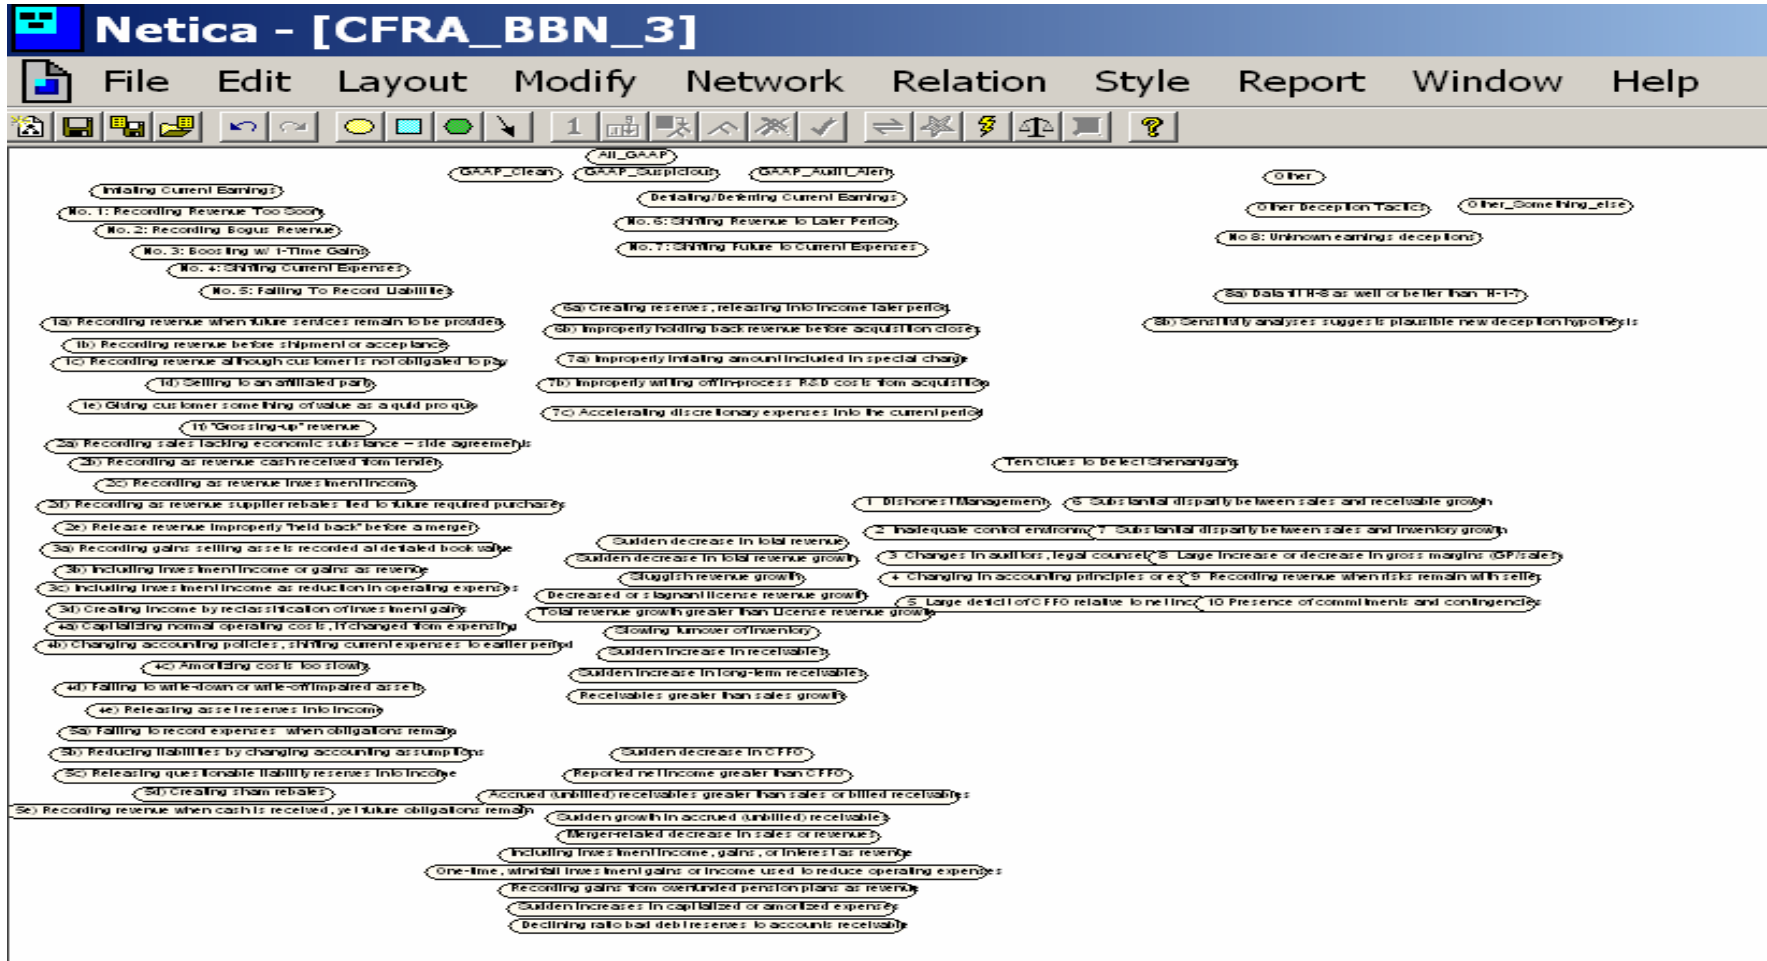 Netica - [CFRA_BBN_3]
File Edit Layout Modify Network Relation Style Report Window Help
1 ?
All_GAAP
GAAP_Clean GAAP_Suspicious GAAP_Audit_Alert
Other
Inflating Current Earnings
Deflating/Deferring Current Earnings
Other Deception Tactics
Other_Something_else
No. 1: Recording Revenue Too Soon
No. 2: Recording Bogus Revenue
No. 3: Boosting w/ 1-Time Gains
No. 4: Shifting Current Expenses
No. 5: Failing To Record Liabilities
No. 6: Shifting Revenue to Later Period
No. 7: Shifting Future to Current Expenses
No 8: Unknown earnings deceptions
8a) Data fit H-8 as well or better than H-1-7
8b) Sensitivity analyses suggests plausible new deception hypothesis
1a) Recording revenue when future services remain to be provided
1b) Recording revenue before shipment or acceptance
1c) Recording revenue although customer is not obligated to pay
1d) Selling to an affiliated party
1e) Giving customer something of value as a quid pro quo
1f) "Grossing-up" revenue
2a) Recording sales lacking economic substance – side agreements
2b) Recording as revenue cash received from lender
2c) Recording as revenue investment income
2d) Recording as revenue supplier rebates tied to future required purchases
2e) Release revenue improperly "held back" before a merger
3a) Recording gains selling assets recorded at deflated book value
3b) Including investment income or gains as revenue
3c) Including investment income as reduction in operating expenses
3d) Creating income by reclassification of investment gains
4a) Capitalizing normal operating costs, if changed from expensing
4b) Changing accounting policies, shifting current expenses to earlier period
4c) Amortizing costs too slowly
4d) Failing to write-down or write-off impaired assets
4e) Releasing asset reserves into income
5a) Failing to record expenses when obligations remain
5b) Reducing liabilities by changing accounting assumptions
5c) Releasing questionable liability reserves into income
5d) Creating sham rebates
5e) Recording revenue when cash is received, yet future obligations remain
6a) Creating reserves, releasing into income later period
6b) Improperly holding back revenue before acquisition closes
7a) Improperly inflating amount included in special charge
7b) Improperly writing off in-process R&D costs from acquisition
7c) Accelerating discretionary expenses into the current period
Sudden decrease in total revenue
Sudden decrease in total revenue growth
Sluggish revenue growth
Decreased or stagnant license revenue growth
Total revenue growth greater than License revenue growth
Slowing turnover of inventory
Sudden increase in receivables
Sudden increase in long-term receivables
Receivables greater than sales growth
Sudden decrease in CFFO
Reported net income greater than CFFO
Accrued (unbilled) receivables greater than sales or billed receivables
Sudden growth in accrued (unbilled) receivables
Merger-related decrease in sales or revenues
Including investment income, gains, or interest as revenue
One-time, windfall investment gains or income used to reduce operating expenses
Recording gains from overfunded pension plans as revenue
Sudden increases in capitalized or amortized expenses
Declining ratio bad debt reserves to accounts receivable
Ten Clues to Detect Shenanigans
1 Dishonest Management
2 Inadequate control environm
3 Changes in auditors, legal counsel
4 Changing in accounting principles or es
5 Large deficit of CFFO relative to net inc
6 Substantial disparity between sales and receivable growth
7 Substantial disparity between sales and inventory growth
8 Large increase or decrease in gross margins (GP/sales)
9 Recording revenue when risks remain with seller
10 Presence of commitments and contingencies